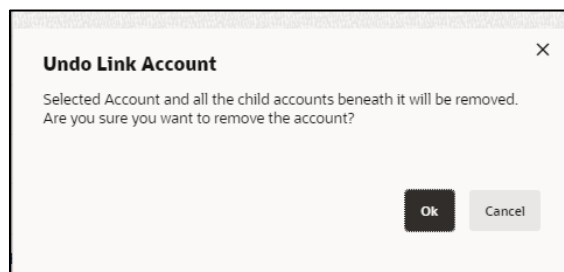 Undo Link Account
Selected Account and all the child accounts beneath it will be removed.
Are you sure you want to remove the account?
Ok
Cancel